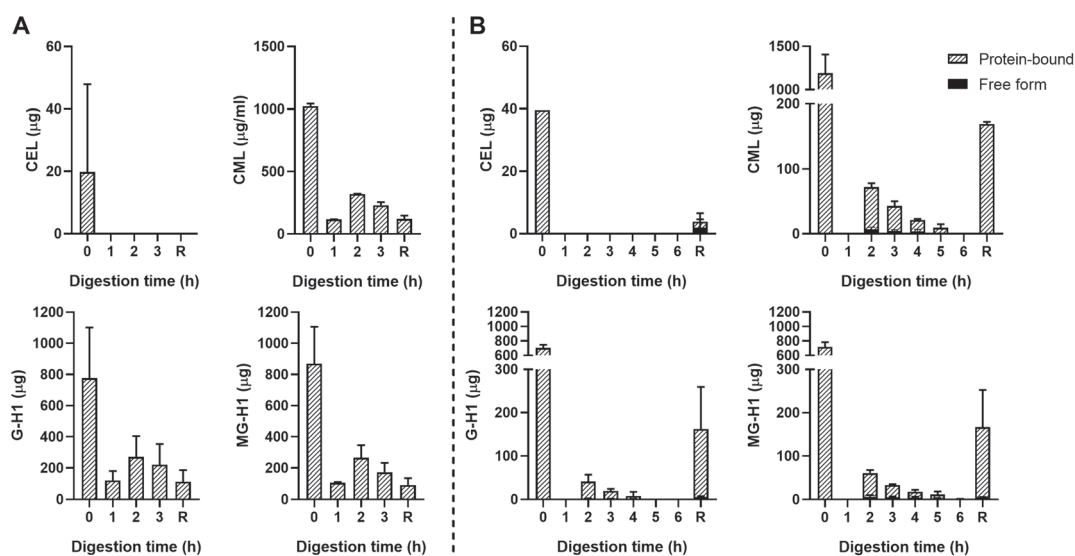 A
CEL (µg)
60
40
20
0
0 1 2 3 R
Digestion time (h)
CML (µg/ml)
1500
1000
500
0
0 1 2 3 R
Digestion time (h)
G-H1 (µg)
1200
1000
800
600
400
200
0
0 1 2 3 R
Digestion time (h)
MG-H1 (µg)
1200
1000
800
600
400
200
0
0 1 2 3 R
Digestion time (h)
B
CEL (µg)
60
40
20
0
0 1 2 3 4 5 6 R
Digestion time (h)
CML (µg)
1500
1000
200
100
0
0 1 2 3 4 5 6 R
Digestion time (h)
Protein-bound
Free form
G-H1 (µg)
1200
1000
800
600
300
200
100
0
0 1 2 3 4 5 6 R
Digestion time (h)
MG-H1 (µg)
1200
1000
800
600
300
200
100
0
0 1 2 3 4 5 6 R
Digestion time (h)